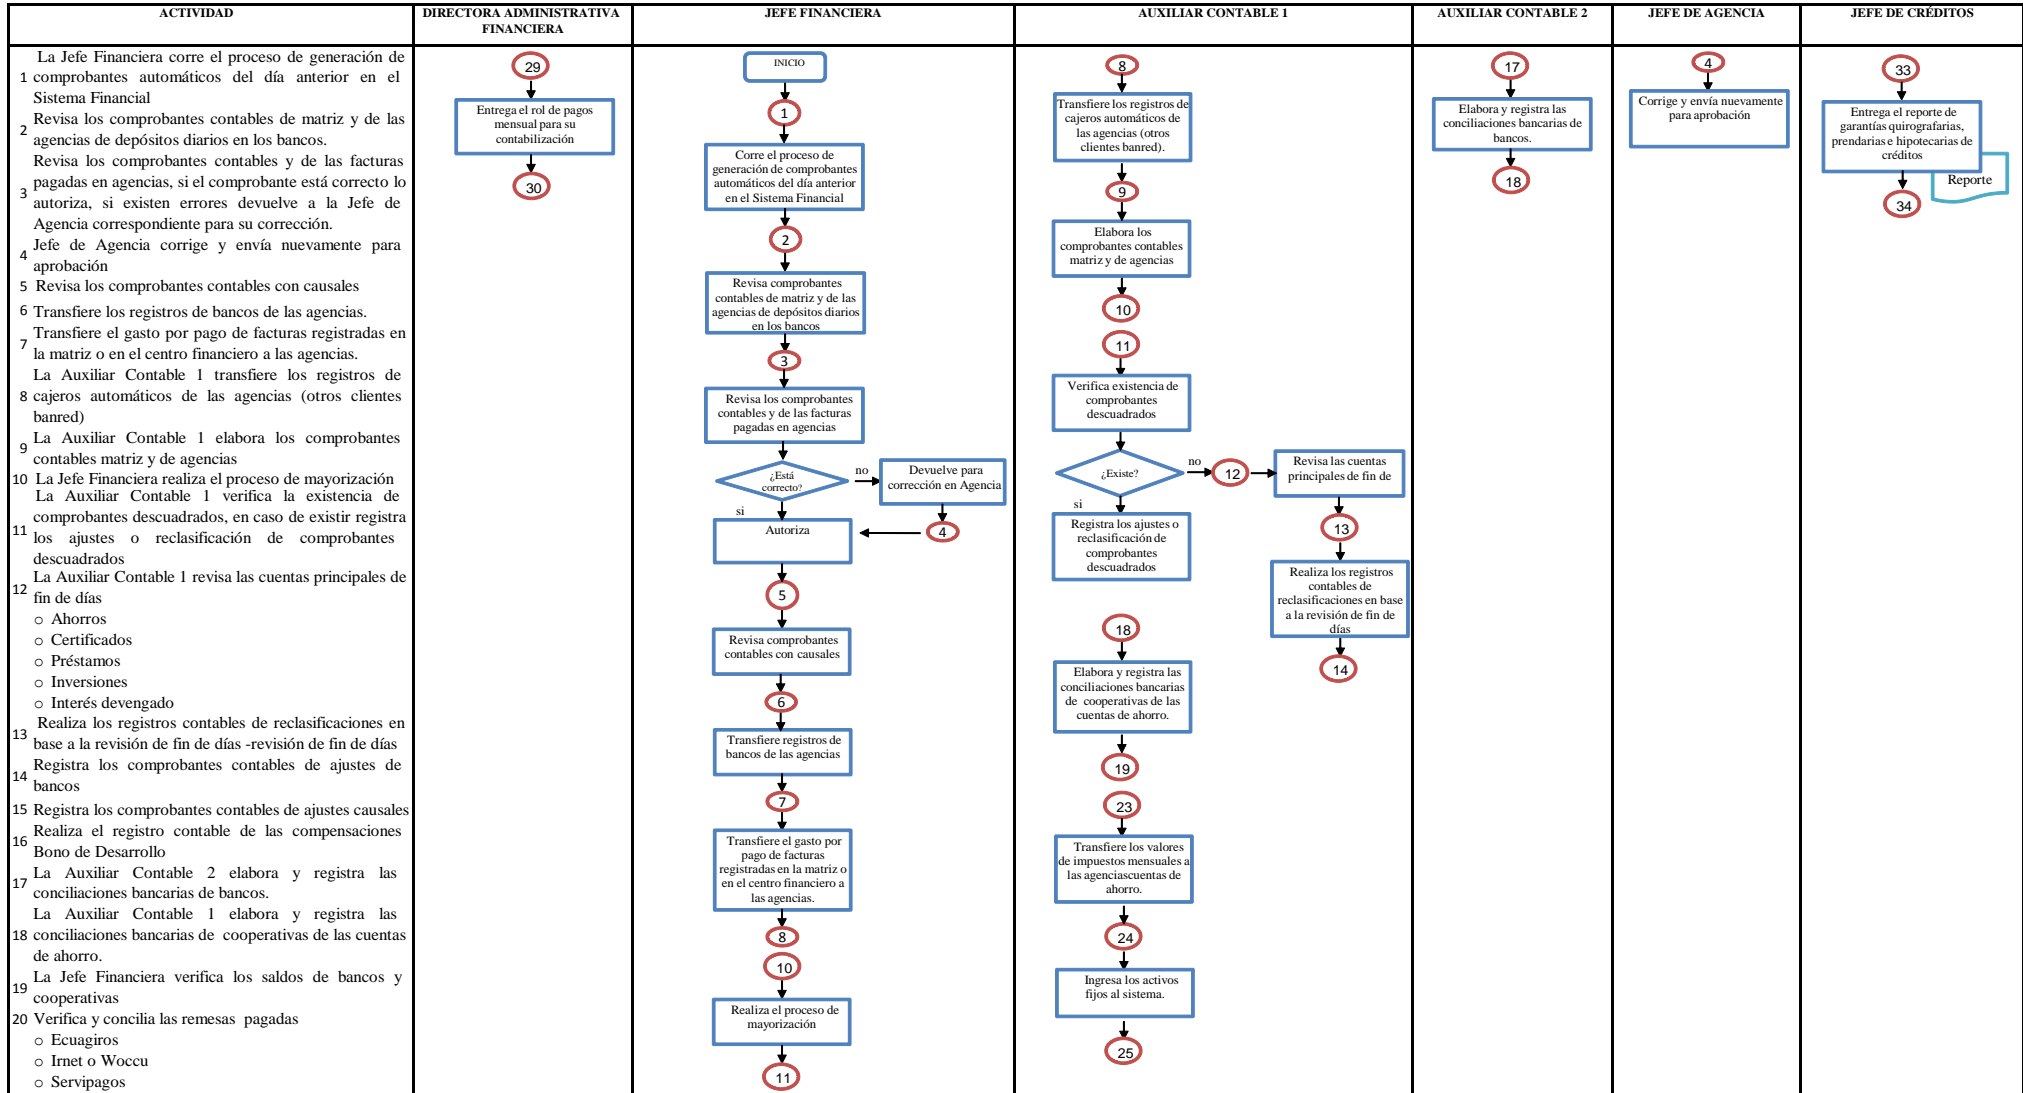 ACTIVIDAD
DIRECTORA ADMINISTRATIVA
FINANCIERA
JEFE FINANCIERA
AUXILIAR CONTABLE 1
AUXILIAR CONTABLE 2
JEFE DE AGENCIA
JEFE DE CRÉDITOS
La Jefe Financiera corre el proceso de generación de
1 comprobantes automáticos del día anterior en el
Sistema Financial
Revisa los comprobantes contables de matriz y de las
2 agencias de depósitos diarios en los bancos.
Revisa los comprobantes contables y de las facturas
pagadas en agencias, si el comprobante está correcto lo
3 autoriza, si existen errores devuelve a la Jefe de
Agencia correspondiente para su corrección.
Jefe de Agencia corrige y envía nuevamente para
4 aprobación
5 Revisa los comprobantes contables con causales
6 Transfiere los registros de bancos de las agencias.
Transfiere el gasto por pago de facturas registradas en
7 la matriz o en el centro financiero a las agencias.
La Auxiliar Contable 1 transfiere los registros de
8 cajeros automáticos de las agencias (otros clientes
banred)
La Auxiliar Contable 1 elabora los comprobantes
9 contables matriz y de agencias
10 La Jefe Financiera realiza el proceso de mayorización
La Auxiliar Contable 1 verifica la existencia de
comprobantes descuadrados, en caso de existir registra
11 los ajustes o reclasificación de comprobantes
descuadrados
La Auxiliar Contable 1 revisa las cuentas principales de
12 fin de días
o Ahorros
o Certificados
o Préstamos
o Inversiones
o Interés devengado
Realiza los registros contables de reclasificaciones en
13 base a la revisión de fin de días -revisión de fin de días
Registra los comprobantes contables de ajustes de
14 bancos
15 Registra los comprobantes contables de ajustes causales
Realiza el registro contable de las compensaciones
16 Bono de Desarrollo
La Auxiliar Contable 2 elabora y registra las
17 conciliaciones bancarias de bancos.
La Auxiliar Contable 1 elabora y registra las
18 conciliaciones bancarias de cooperativas de las cuentas
de ahorro.
La Jefe Financiera verifica los saldos de bancos y
19 cooperativas
20 Verifica y concilia las remesas pagadas
o Ecuagiros
o Irnet o Woccu
o Servipagos
29
Entrega el rol de pagos
mensual para su
contabilización
30
INICIO
1
Corre el proceso de
generación de comprobantes
automáticos del día anterior
en el Sistema Financial
2
Revisa comprobantes
contables de matriz y de las
agencias de depósitos diarios
en los bancos
3
Revisa los comprobantes
contables y de las facturas
pagadas en agencias
¿Está
correcto?
no
Devuelve para
corrección en Agencia
si
Autoriza
4
5
Revisa comprobantes
contables con causales
6
Transfiere registros de
bancos de las agencias
7
Transfiere el gasto por
pago de facturas
registradas en la matriz o
en el centro financiero a
las agencias.
8
10
Realiza el proceso de
mayorización
11
8
Transfiere los registros de
cajeros automáticos de
las agencias (otros
clientes banred).
9
Elabora los
comprobantes contables
matriz y de agencias
10
11
Verifica existencia de
comprobantes
descuadrados
¿Existe?
no
12
Revisa las cuentas
principales de fin de
si
Registra los ajustes o
reclasificación de
comprobantes
descuadrados
13
Realiza los registros
contables de
reclasificaciones en base
a la revisión de fin de
días
14
18
Elabora y registra las
conciliaciones bancarias
de cooperativas de las
cuentas de ahorro.
19
23
Transfiere los valores
de impuestos mensuales a
las agenciascuentas de
ahorro.
24
Ingresa los activos
fijos al sistema.
25
17
Elabora y registra las
conciliaciones bancarias de
bancos.
18
4
Corrige y envía nuevamente
para aprobación
33
Entrega el reporte de
garantías quirografarias,
prendarias e hipotecarias de
créditos
Reporte
34